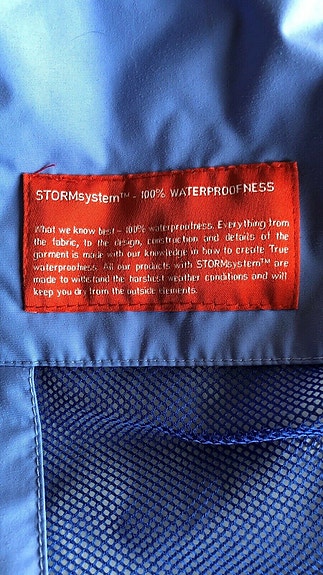 STORMsystem™ - 100% WATERPROOFNESS
What we know best - 100% waterproofness. Everything from
the fabric, to the design, construction and details of the
garment is made with our knowledge in how to create True
waterproofness. All our products with STORMsystem™ are
made to withstand the harshest weather conditions and will
keep you dry from the outside elements.